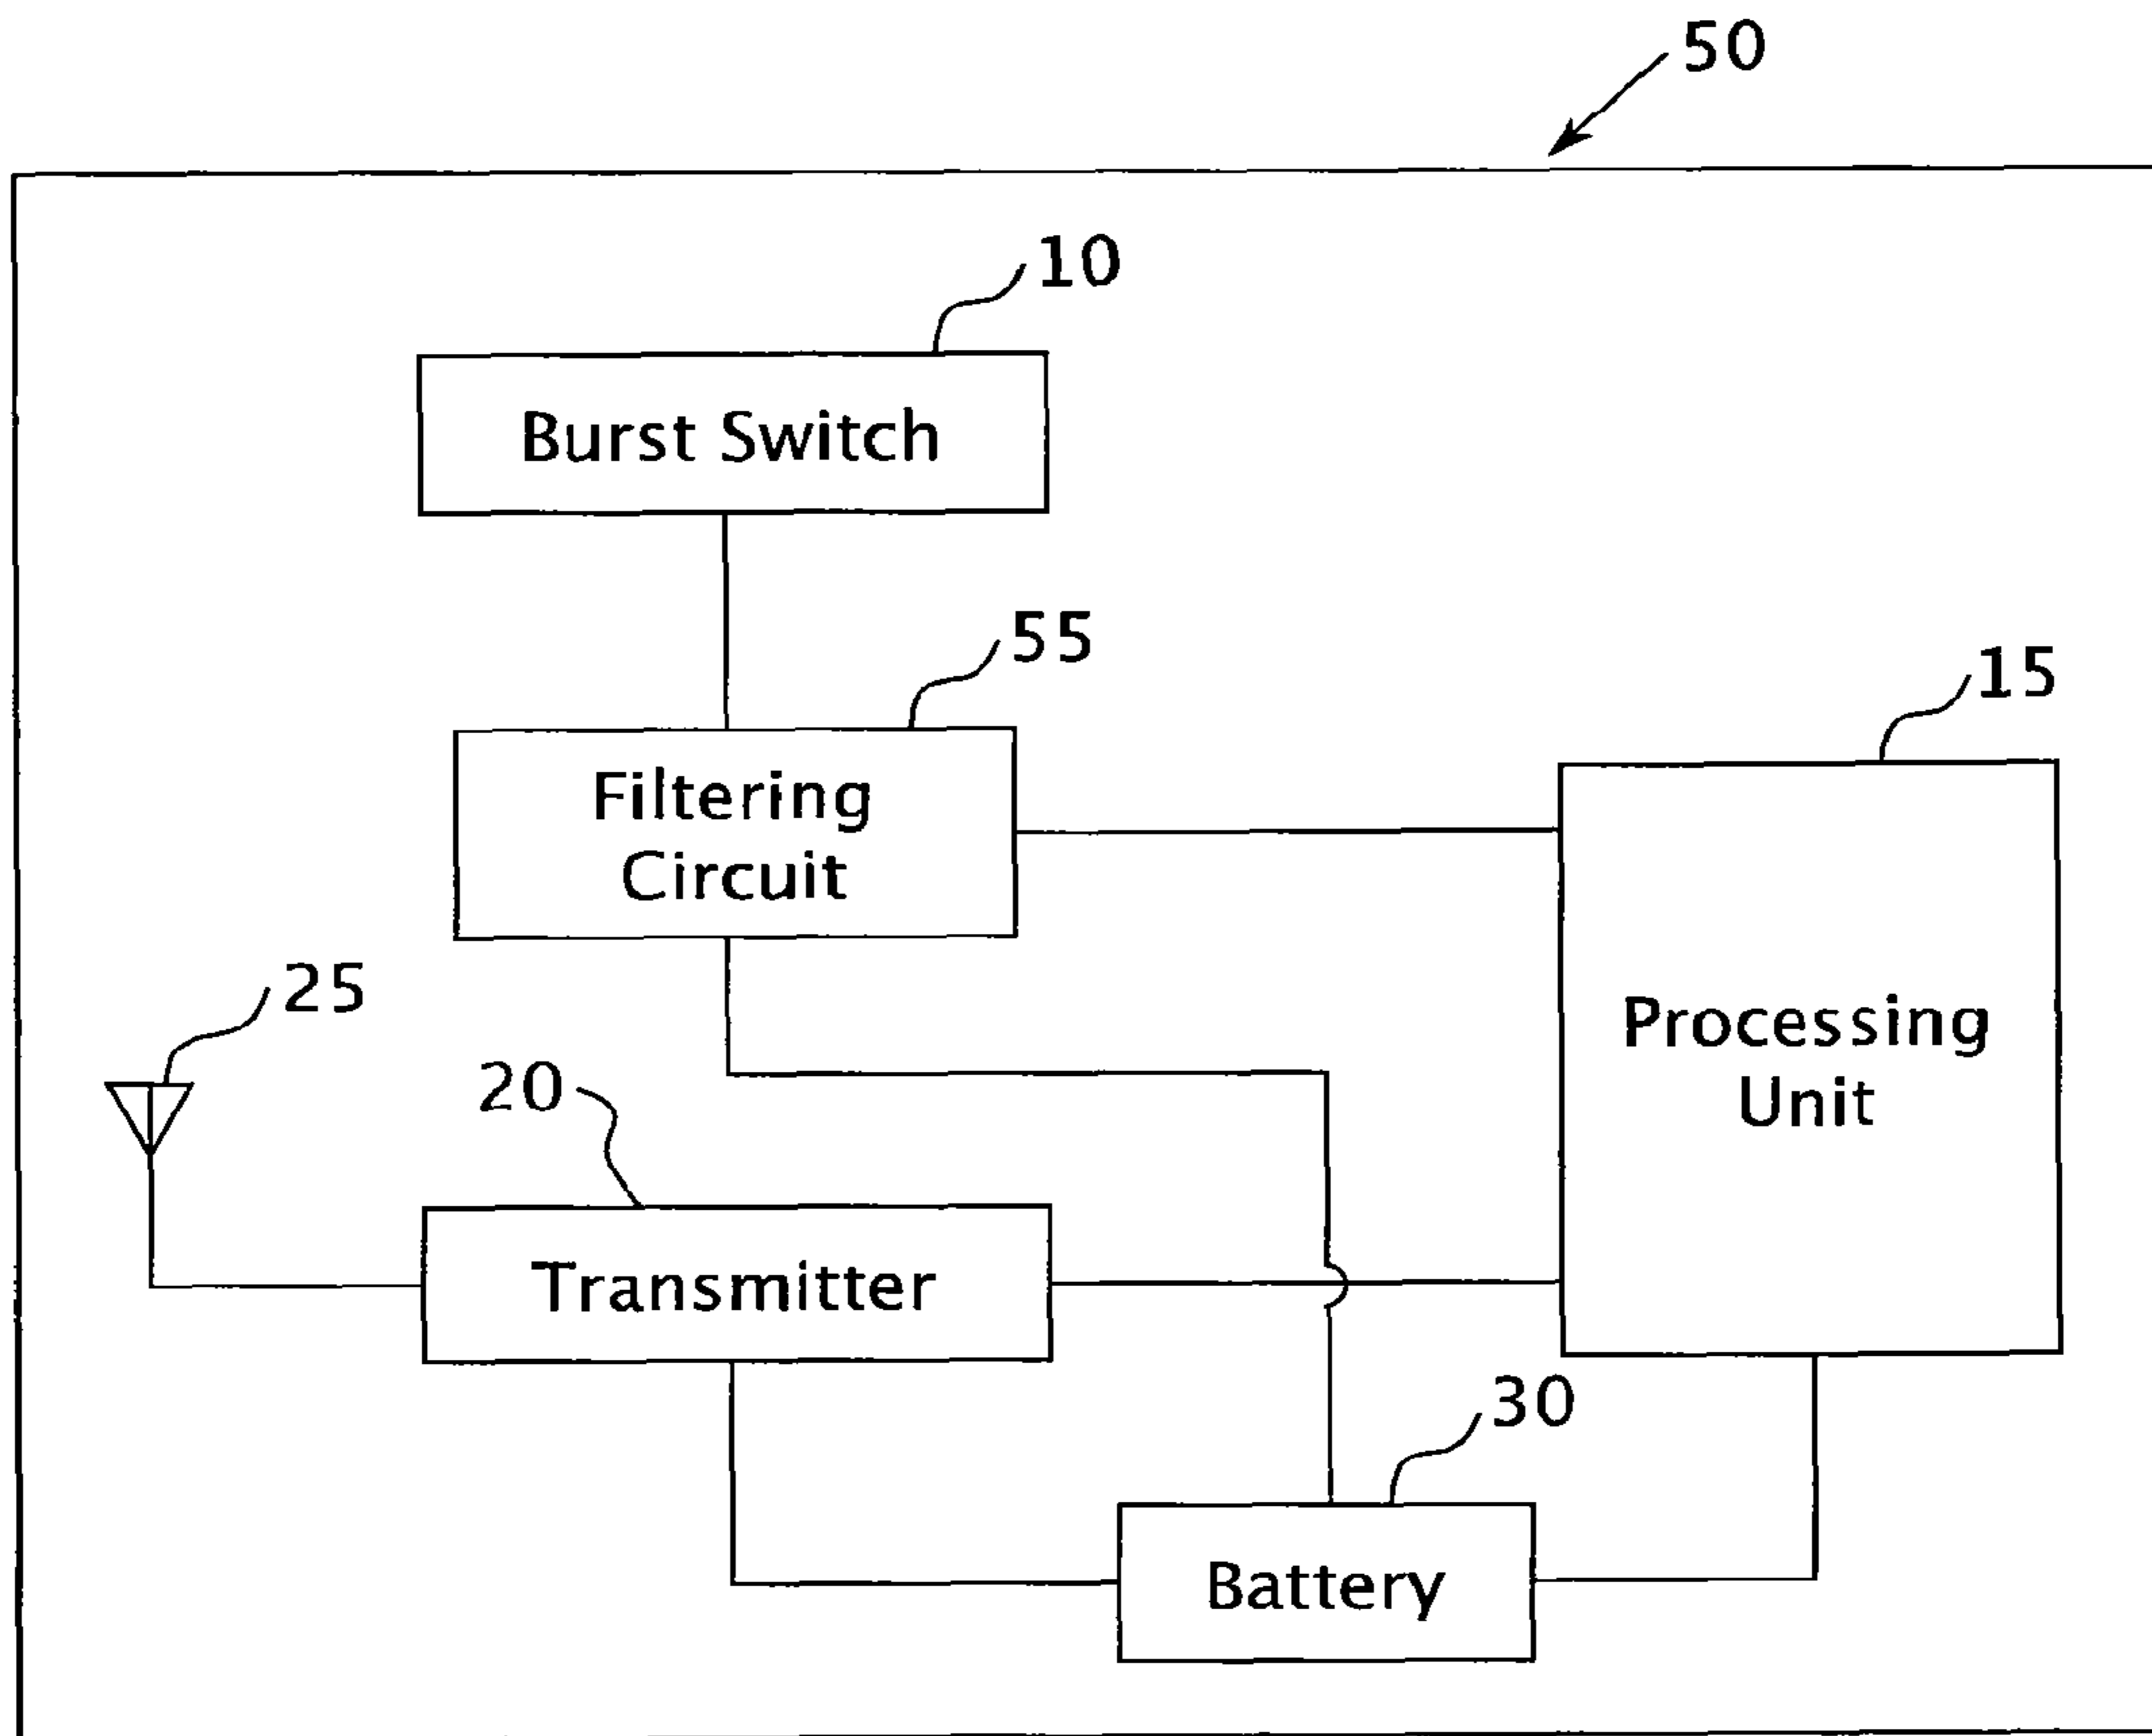 50
10
Burst Switch
55
Filtering
Circuit
15
Processing
Unit
25
20
Transmitter
30
Battery